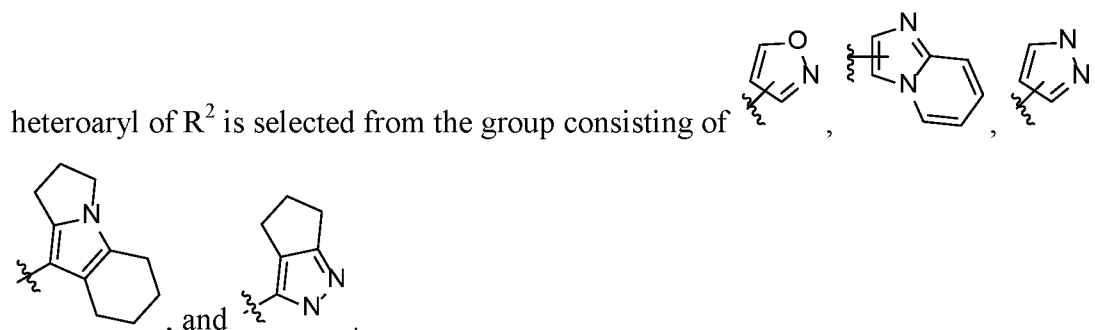 O
N
N
N
N
N
heteroaryl of R² is selected from the group consisting of , , ,
N
N
N
, and .